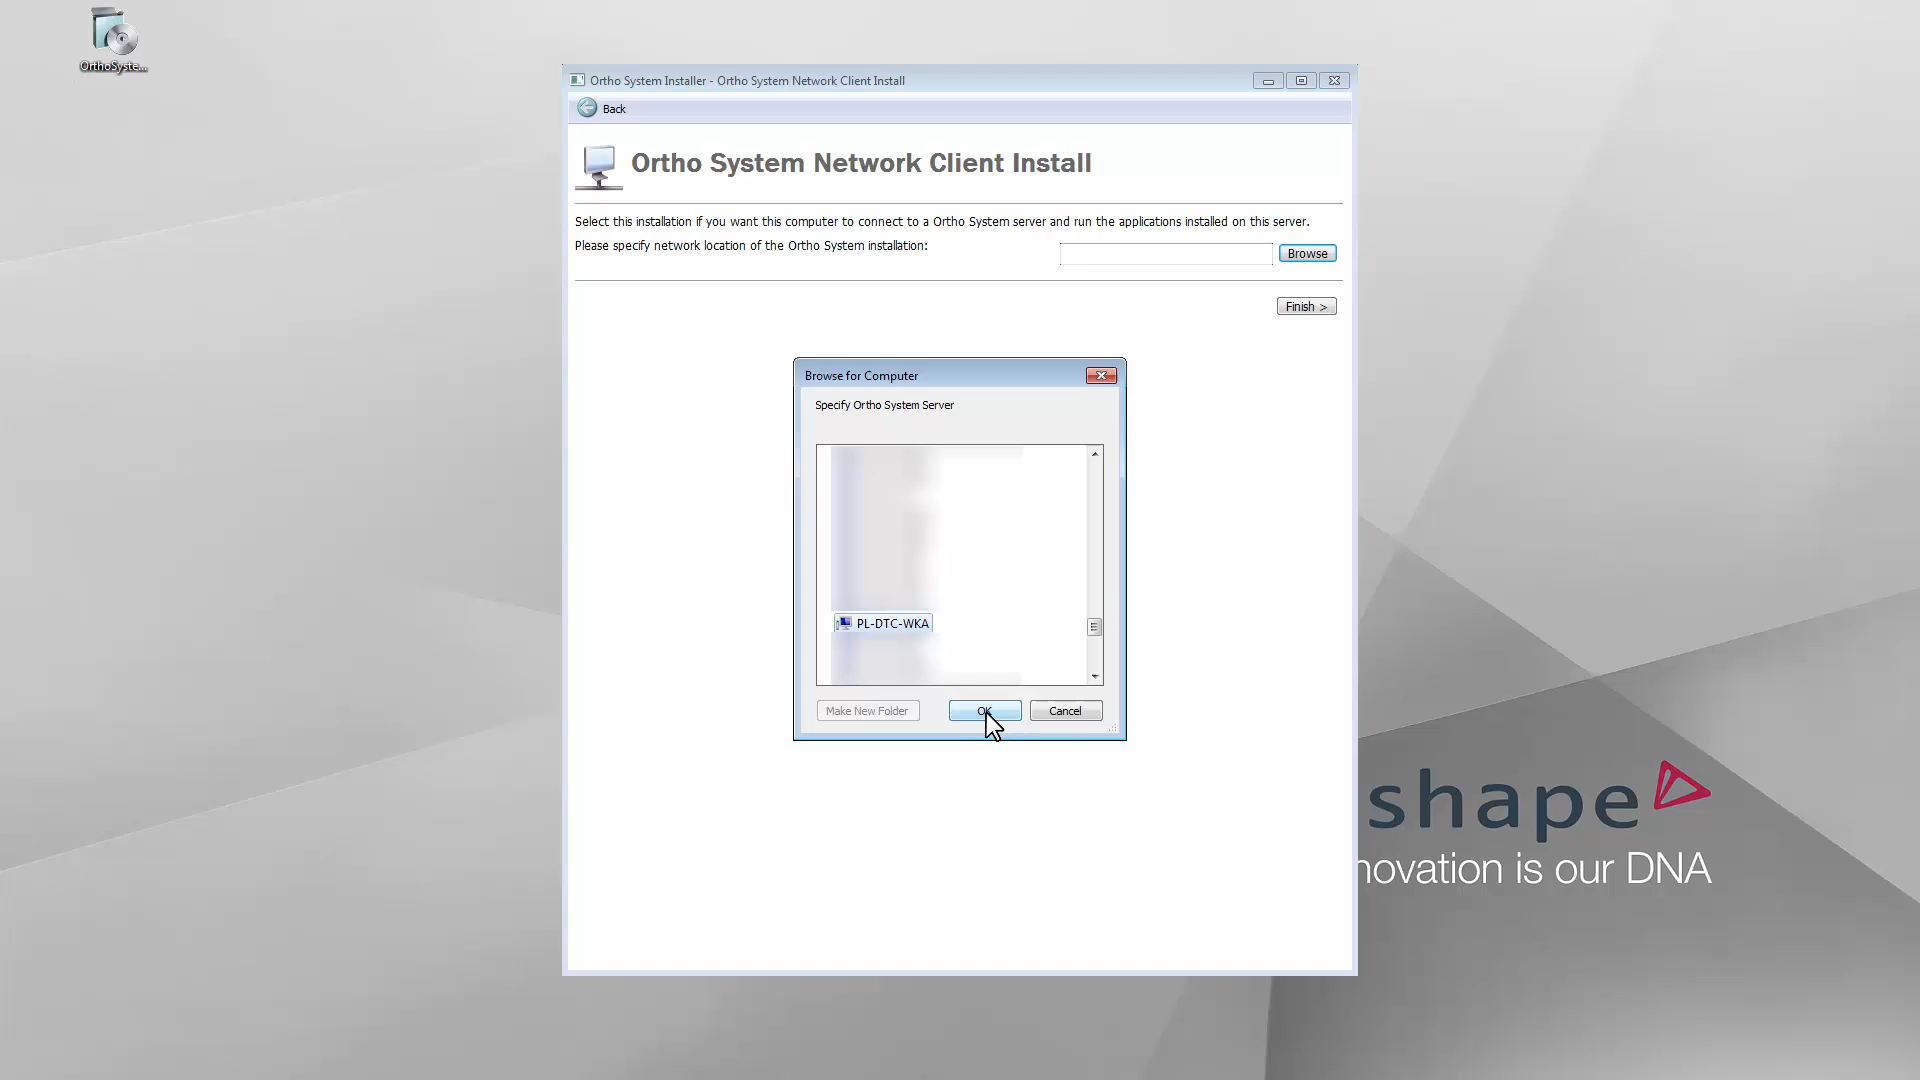 OrthoSyste...
Ortho System Installer - Ortho System Network Client Install
Back
Ortho System Network Client Install
Select this installation if you want this computer to connect to a Ortho System server and run the applications installed on this server.
Please specify network location of the Ortho System installation:
Browse
Finish >
Browse for Computer
Specify Ortho System Server
PL-DTC-WKA
Make New Folder
OK
Cancel
shape
novation is our DNA